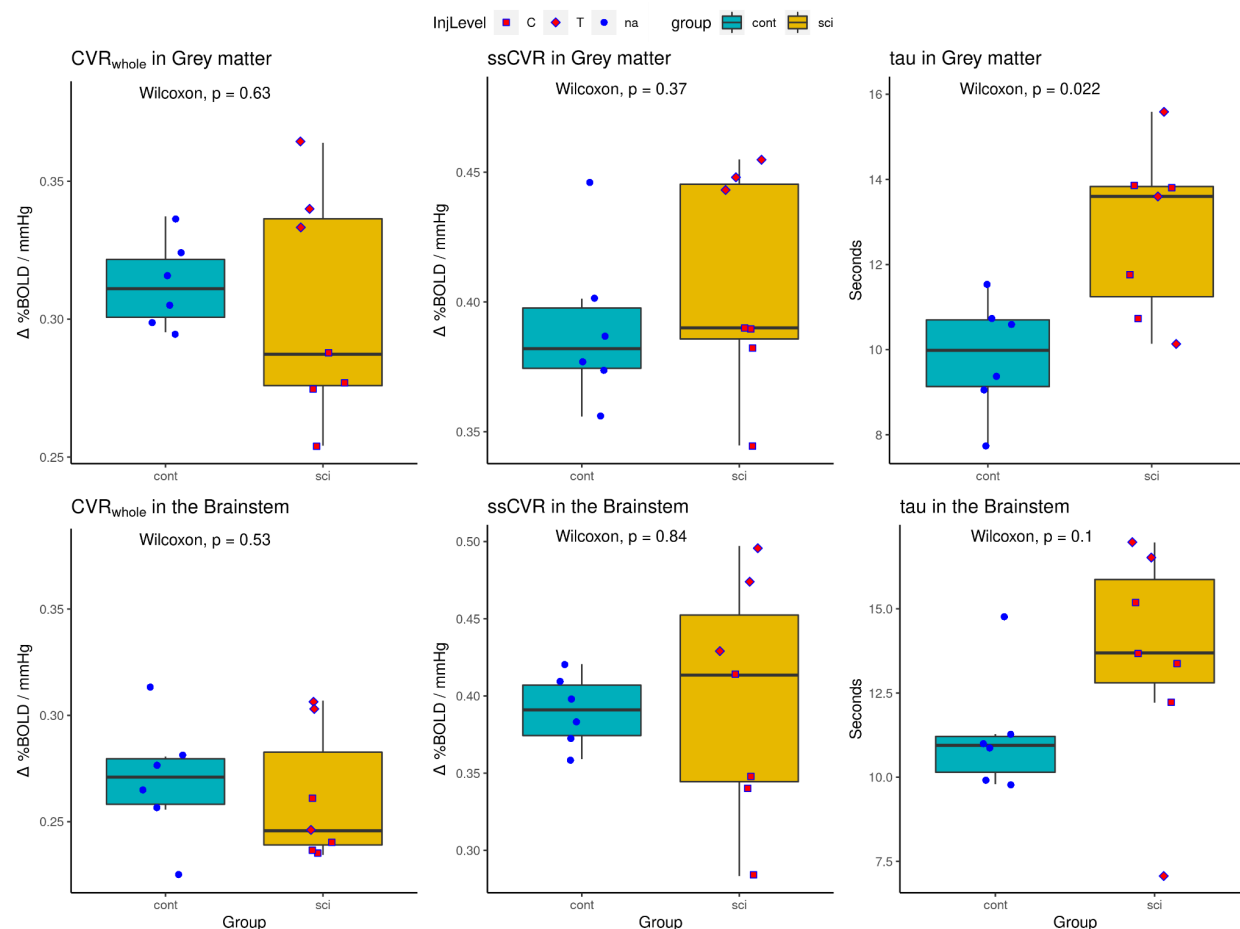 InjLevel C T na group cont sci
CVRwhole in Grey matter
Wilcoxon, p = 0.63
Δ %BOLD / mmHg
0.35
0.30
0.25
cont sci
ssCVR in Grey matter
Wilcoxon, p = 0.37
Δ %BOLD / mmHg
0.45
0.40
0.35
cont sci
tau in Grey matter
Wilcoxon, p = 0.022
Seconds
16
14
12
10
8
cont sci
CVRwhole in the Brainstem
Wilcoxon, p = 0.53
Δ %BOLD / mmHg
0.35
0.30
0.25
cont sci
Group
ssCVR in the Brainstem
Wilcoxon, p = 0.84
Δ %BOLD / mmHg
0.50
0.45
0.40
0.35
0.30
cont sci
Group
tau in the Brainstem
Wilcoxon, p = 0.1
Seconds
15.0
12.5
10.0
7.5
cont sci
Group